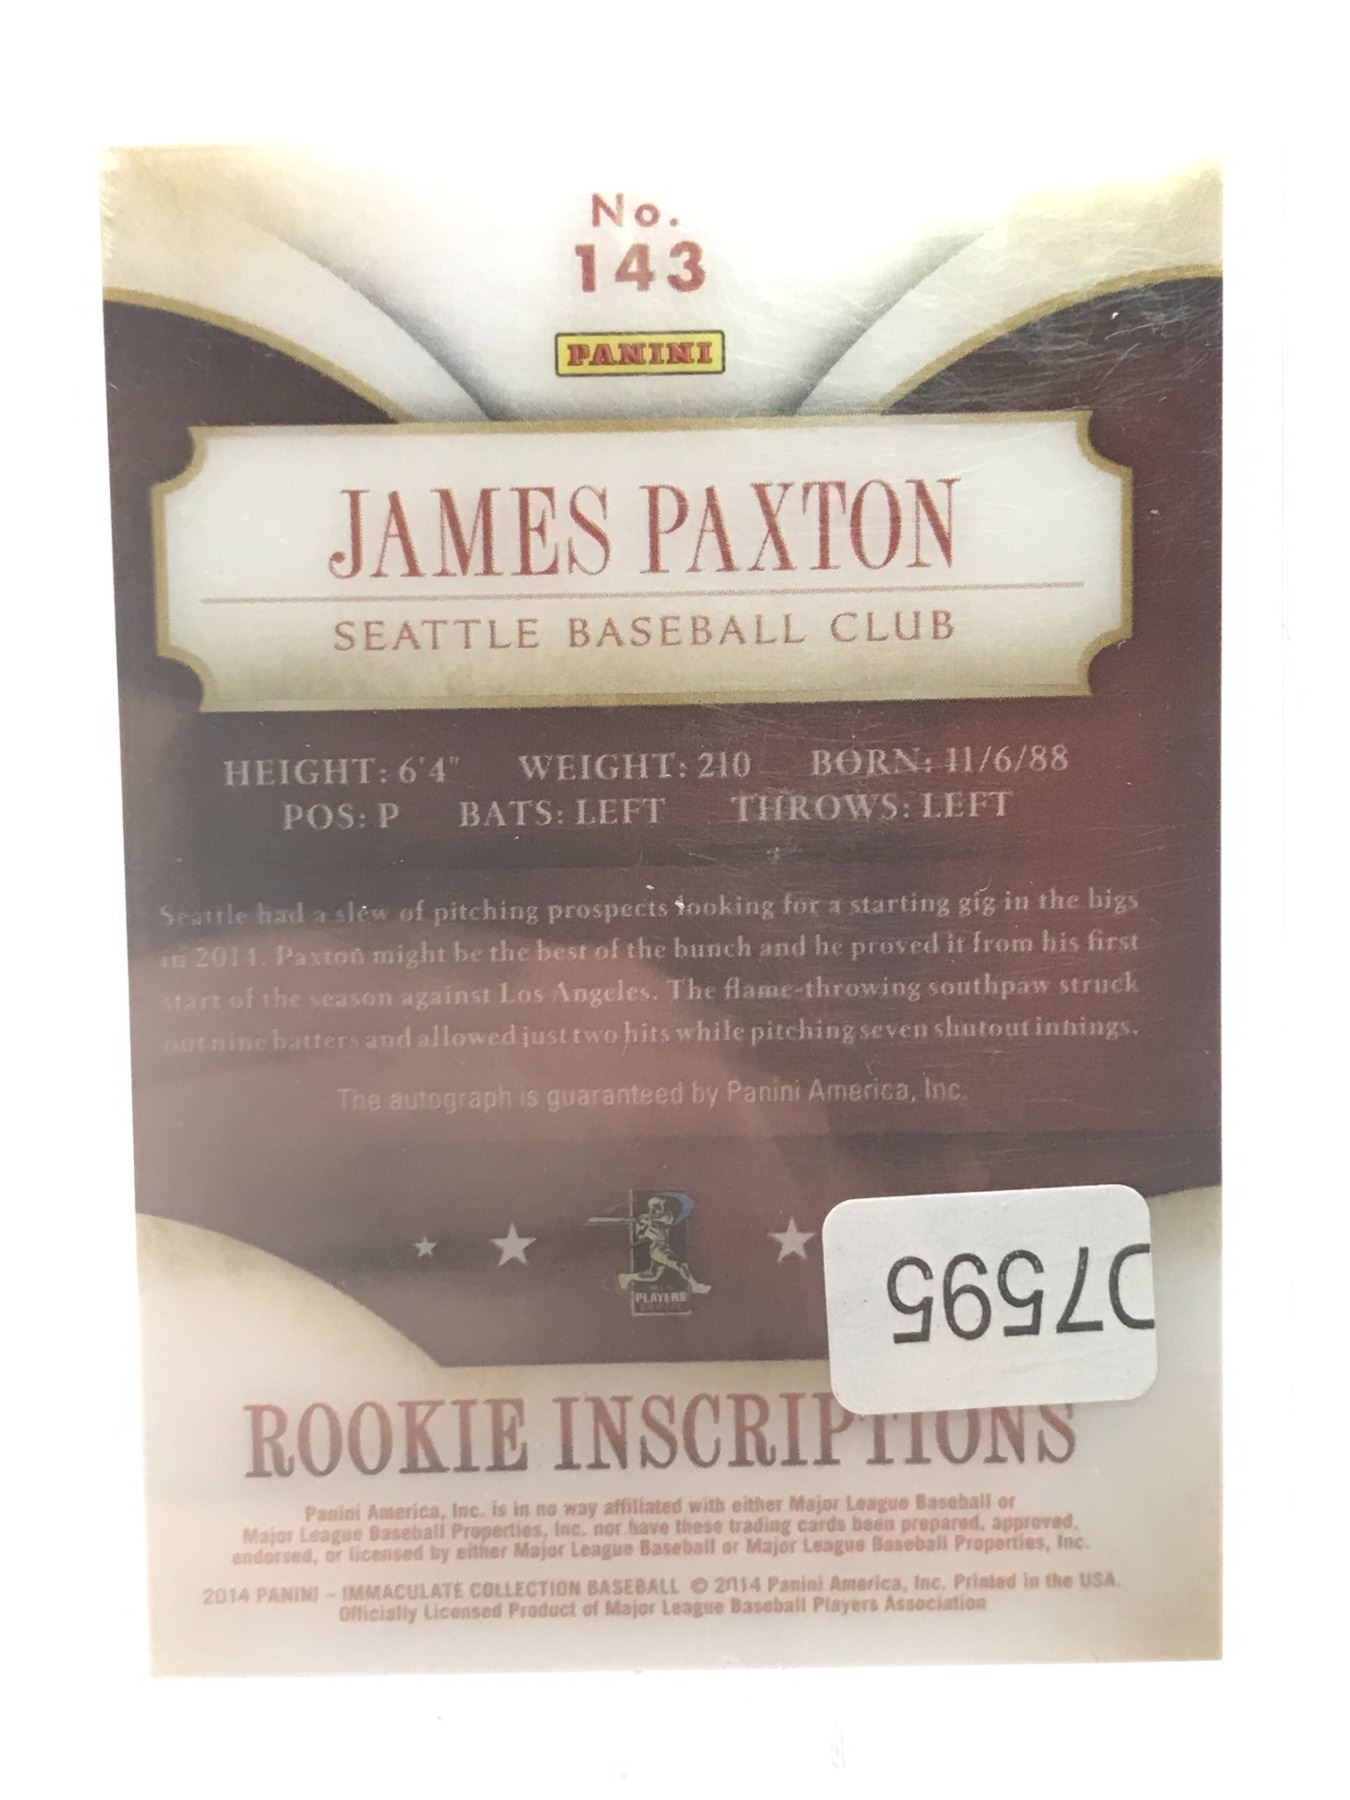 No.
143
PANINI
JAMES PAXTON
SEATTLE BASEBALL CLUB
HEIGHT: 6'4" WEIGHT: 210 BORN: 11/6/88
POS: P BATS: LEFT THROWS: LEFT
Seattle had a slew of pitching prospects looking for a starting gig in the bigs
in 2014. Paxton might be the best of the bunch and he proved it from his first
start of the season against Los Angeles. The flame-throwing southpaw struck
out nine batters and allowed just two hits while pitching seven shutout innings.
The autograph is guaranteed by Panini America, Inc.
PLAYERS
D7595
ROOKIE INSCRIPTIONS
Panini America, Inc. is in no way affiliated with either Major League Baseball or
Major League Baseball Properties, Inc. nor have these trading cards been prepared, approved,
endorsed, or licensed by either Major League Baseball or Major League Baseball Properties, Inc.
2014 PANINI – IMMACULATE COLLECTION BASEBALL © 2014 Panini America, Inc. Printed in the USA.
Officially Licensed Product of Major League Baseball Players Association